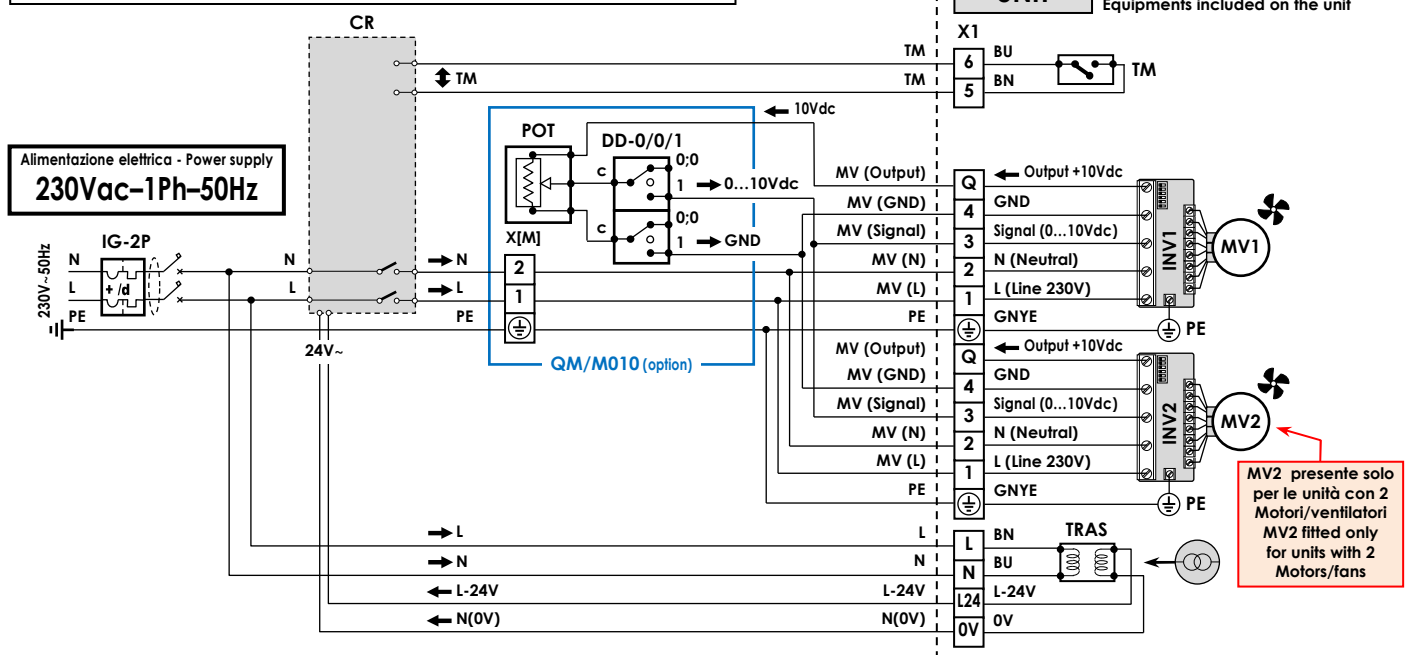 UNIT
Equipments included on the unit
CR
X1
TM
6
BU
TM
TM
TM
5
BN
10Vdc
POT
DD-0/0/1
0;0
c
1
0...10Vdc
0;0
c
1
GND
Alimentazione elettrica - Power supply
230Vac–1Ph–50Hz
MV (Output)
Q
Output +10Vdc
MV (GND)
4
GND
MV (Signal)
3
Signal (0...10Vdc)
MV (N)
2
N (Neutral)
MV (L)
1
L (Line 230V)
PE
GNYE
PE
INV1
MV1
IG-2P
230V~50Hz
N
L
PE
+ /d
N
L
24V~
X[M]
N
2
L
1
PE
QM/M010 (option)
MV (Output)
Q
Output +10Vdc
MV (GND)
4
GND
MV (Signal)
3
Signal (0...10Vdc)
MV (N)
2
N (Neutral)
MV (L)
1
L (Line 230V)
PE
GNYE
PE
INV2
MV2
MV2 presente solo
per le unità con 2
Motori/ventilatori
MV2 fitted only
for units with 2
Motors/fans
TRAS
L
L
L
BN
N
N
N
BU
L-24V
L-24V
L24
L-24V
N(0V)
N(0V)
0V
0V